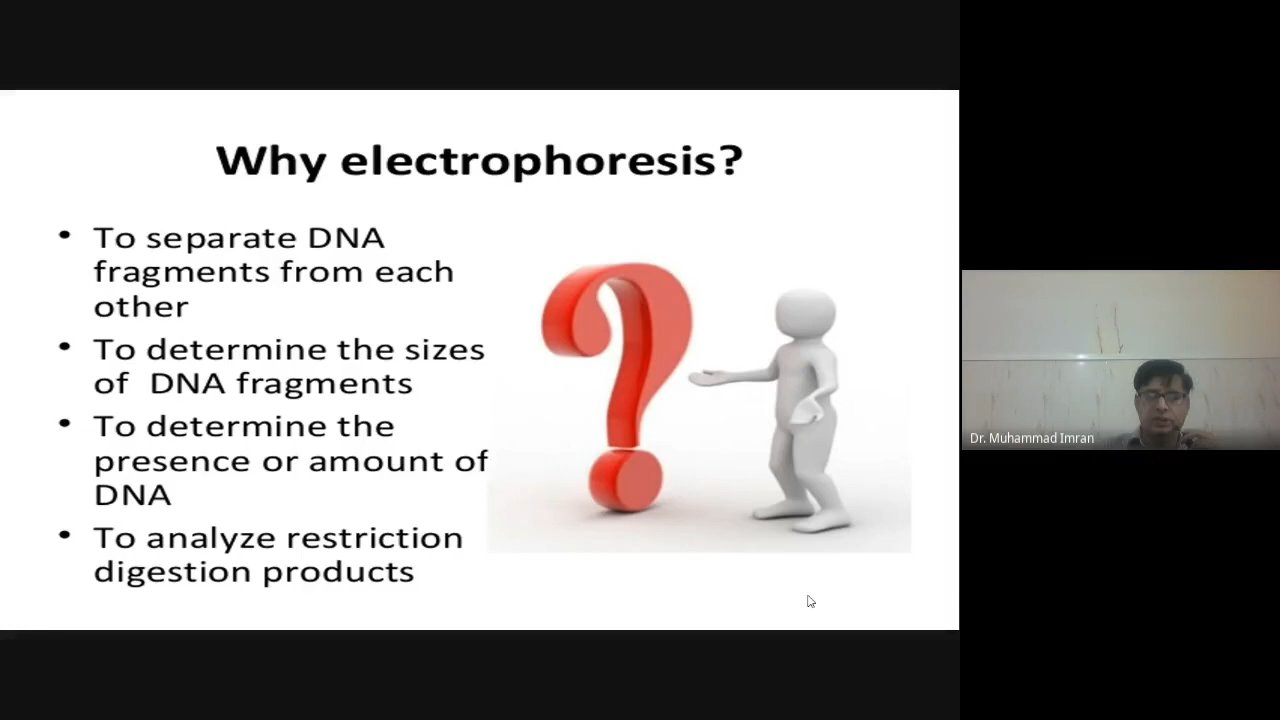 Why electrophoresis?
• To separate DNA
fragments from each
other
• To determine the sizes
of  DNA fragments
• To determine the
presence or amount of
DNA
• To analyze restriction
digestion products
Dr. Muhammad Imran